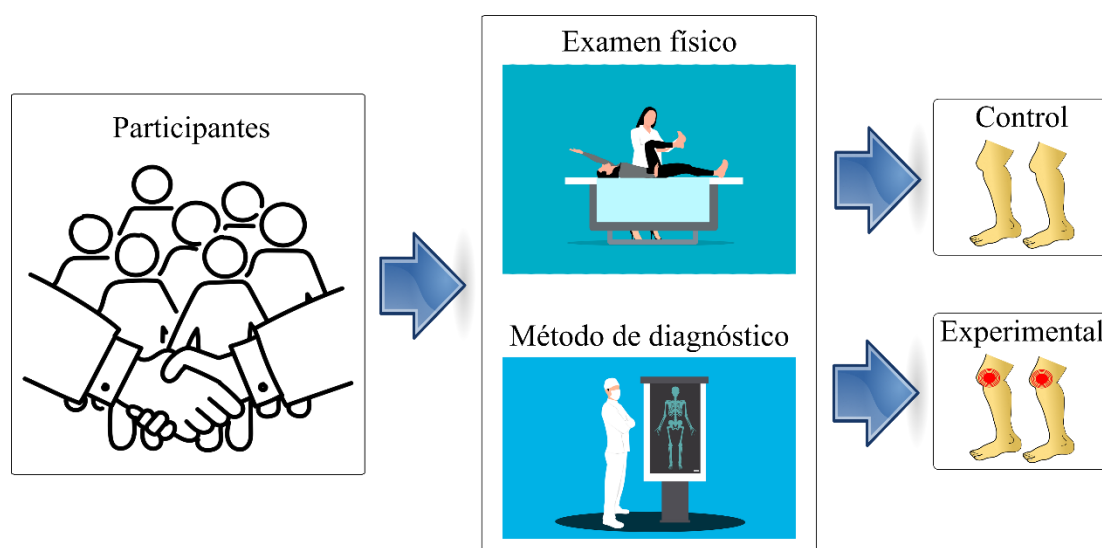 Participantes
Examen físico
Método de diagnóstico
Control
Experimental